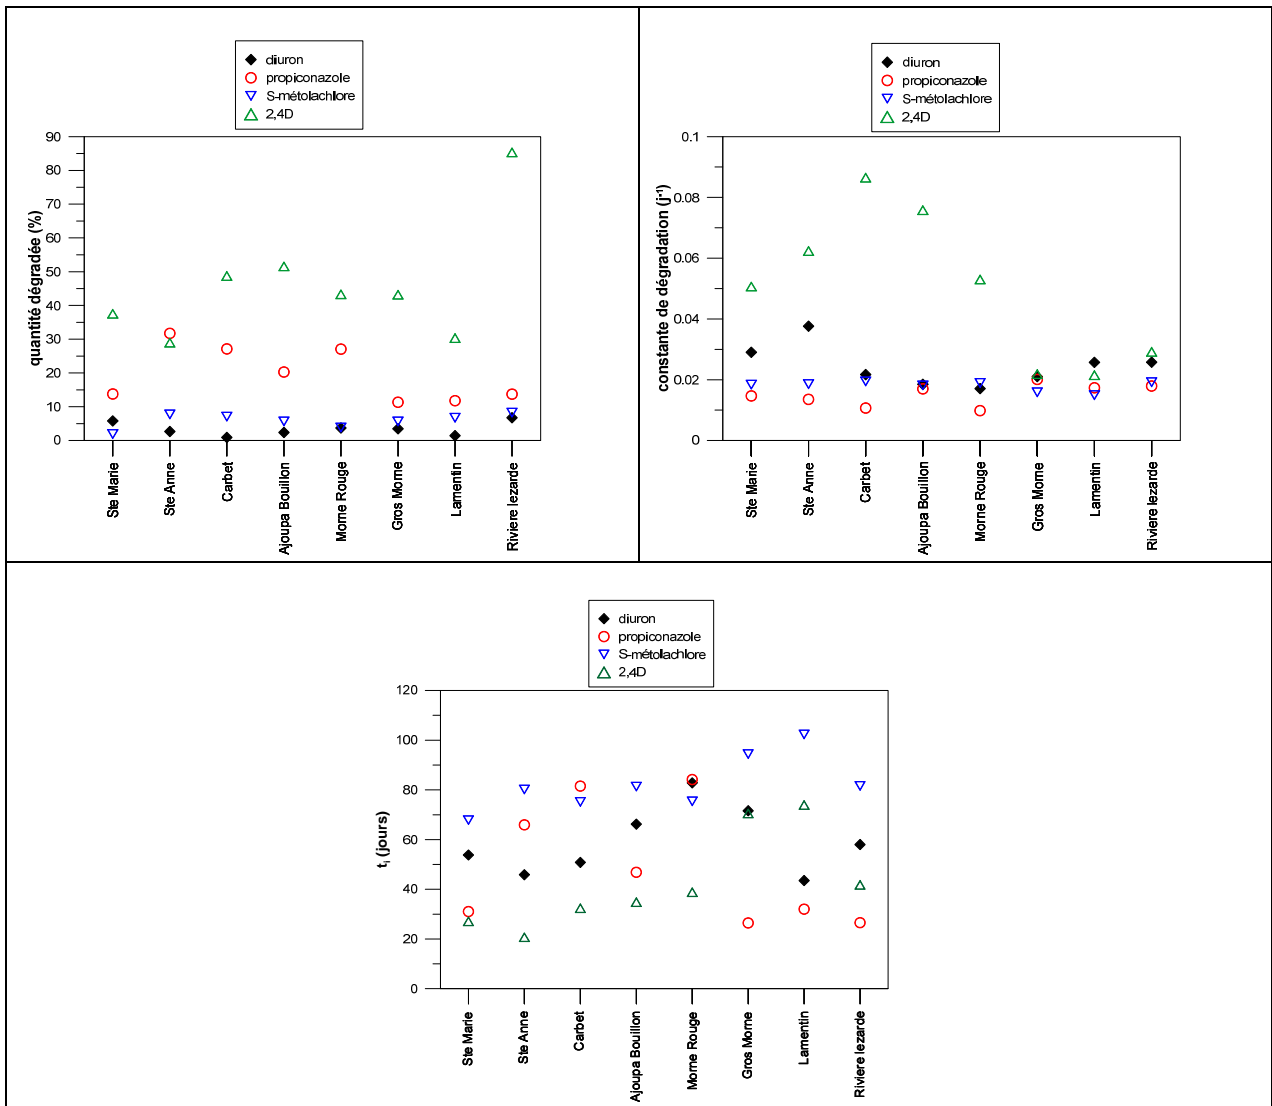 diuron
propiconazole
S-métolachlore
2,4D
quantité dégradée (%)
90
80
70
60
50
40
30
20
10
0
Ste Marie
Ste Anne
Carbet
Ajoupa Bouillon
Morne Rouge
Gros Morne
Lamentin
Riviere lezarde
diuron
propiconazole
S-métolachlore
2,4D
constante de dégradation (j⁻¹)
0.1
0.08
0.06
0.04
0.02
0
Ste Marie
Ste Anne
Carbet
Ajoupa Bouillon
Morne Rouge
Gros Morne
Lamentin
Riviere lezarde
diuron
propiconazole
S-métolachlore
2,4D
tᵢ (jours)
120
100
80
60
40
20
0
Ste Marie
Ste Anne
Carbet
Ajoupa Bouillon
Morne Rouge
Gros Morne
Lamentin
Riviere lezarde